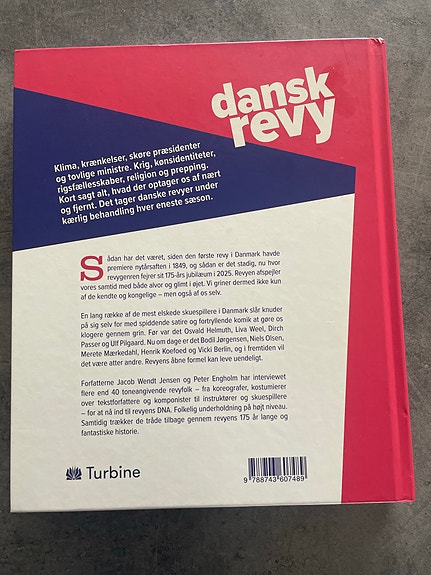 dansk
revy
Klima, krænkelser, skøre præsidenter
og tovlige ministre. Krig, kønsidentiteter,
rigsfællesskaber, religion og prepping.
Kort sagt alt, hvad der optager os af nært
og fjernt. Det tager danske revyer under
kærlig behandling hver eneste sæson.
Sådan har det været, siden den første revy i Danmark havde
premiere nytårsaften i 1849, og sådan er det stadig, nu hvor
revygenren fejrer sit 175-års jubilæum i 2025. Revyen afspejler
vores samtid med både alvor og glimt i øjet. Vi griner dermed ikke kun
af de kendte og kongelige – men også af os selv.
En lang række af de mest elskede skuespillere i Danmark slår knuder
på sig selv for med spiddende satire og fortryllende komik at gøre os
klogere gennem grin. Før var det Osvald Helmuth, Liva Weel, Dirch
Passer og Ulf Pilgaard. Nu er det Bodil Jørgensen, Niels Olsen,
Merete Mærkedahl, Henrik Koefoed og Vicki Berlin, og i fremtiden vil
det være atter andre. Revyens åbne formel kan leve uendeligt.
Forfatterne Jacob Wendt Jensen og Peter Engholm har interviewet
flere end 40 toneangivende revyfolk – fra koreografer, kostumierer
over tekstforfattere og komponister til instruktører og skuespillere
– for at nå ind til revyens DNA. Folkelig underholdning på højt niveau.
Samtidig trækker de tråde tilbage gennem revyens 175 år lange og
fantastiske historie.
Turbine
9 788743 607489